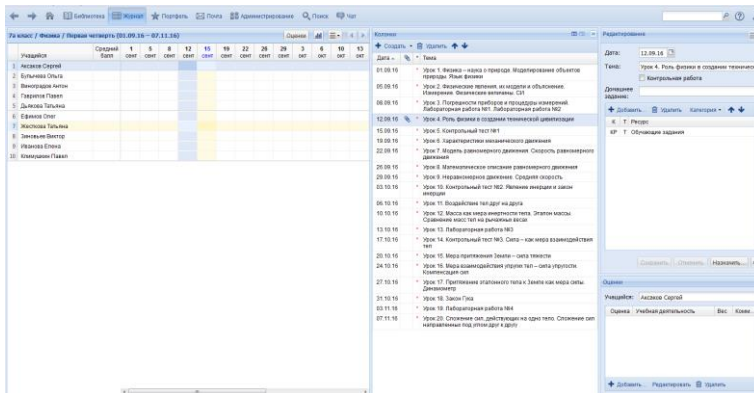 Библиотека Журнал Портфель Почта Администрирование Поиск Чат
7а класс / Физика / Первая четверть (01.09.16 – 07.11.16) Оценки
Учащийся Средний балл 1 сент 5 сент 8 сент 12 сент 15 сент 19 сент 22 сент 26 сент 29 сент 3 окт 6 окт 10 окт 13 окт
1 Аксаков Сергей
2 Булычева Ольга
3 Виноградов Антон
4 Гаврилов Павел
5 Дьякова Татьяна
6 Ефимов Олег
7 Жесткова Татьяна
8 Зиновьев Виктор
9 Иванова Елена
10 Климушкин Павел
Колонки
Создать Удалить
Дата Тема
01.09.16 * Урок 1. Физика – наука о природе. Моделирование объектов
природы. Язык физики
05.09.16 * Урок 2. Физические явления, их модели и объяснение.
Измерения. Физические величины. СИ
08.09.16 * Урок 3. Погрешности приборов и процедуры измерений.
Лабораторная работа №1. Лабораторная работа №2
12.09.16 * Урок 4. Роль физики в создании технической цивилизации
15.09.16 * Урок 5. Контрольный тест №1
19.09.16 * Урок 6. Характеристики механического движения
22.09.16 * Урок 7. Модель равномерного движения. Скорость равномерного
движения
26.09.16 * Урок 8. Математическое описание равномерного движения
29.09.16 * Урок 9. Неравномерное движение. Средняя скорость
03.10.16 * Урок 10. Контрольный тест №2. Явление инерции и закон
инерции
06.10.16 * Урок 11. Воздействие тел друг на друга
10.10.16 * Урок 12. Масса как мера инертности тела. Эталон массы.
Сравнение масс тел на рычажных весах
13.10.16 * Урок 13. Лабораторная работа №3
17.10.16 * Урок 14. Контрольный тест №3. Сила – как мера взаимодействия
тел
20.10.16 * Урок 15. Мера притяжения Земли – сила тяжести
24.10.16 * Урок 16. Мера взаимодействия упругих тел – сила упругости.
Компенсация сил
27.10.16 * Урок 17. Притяжение эталонного тела к Земле как мера силы.
Динамометр
31.10.16 * Урок 18. Закон Гука
03.11.16 * Урок 19. Лабораторная работа №4
07.11.16 * Урок 20. Сложение сил, действующих на одно тело. Сложение сил
направленных под углом друг к другу
Редактирование
Дата: 12.09.16
Тема: Урок 4. Роль физики в создании техническо
Контрольная работа
Домашнее
задание:
Добавить Удалить Категория
К Т Ресурс
КР Т Обучающие задания
Сохранить Отменить Назначить...
Оценки
Учащийся: Аксаков Сергей
Оценка Учебная деятельность Вес Комм
Добавить Редактировать Удалить